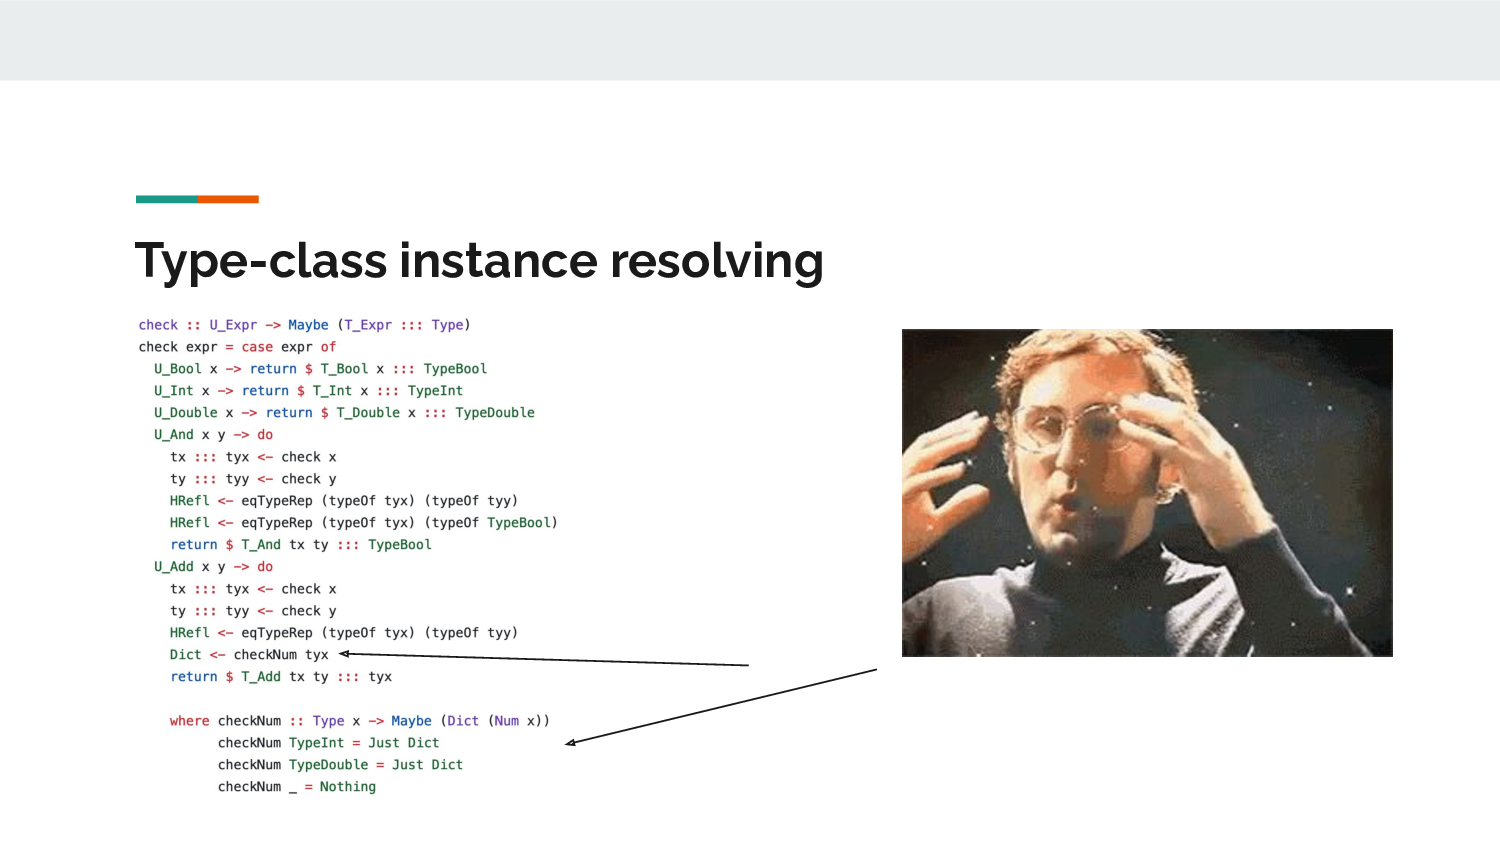 Type-class instance resolving
check :: U_Expr -> Maybe (T_Expr ::: Type)
check expr = case expr of
  U_Bool x -> return $ T_Bool x ::: TypeBool
  U_Int x -> return $ T_Int x ::: TypeInt
  U_Double x -> return $ T_Double x ::: TypeDouble
  U_And x y -> do
    tx ::: tyx <- check x
    ty ::: tyy <- check y
    HRefl <- eqTypeRep (typeOf tyx) (typeOf tyy)
    HRefl <- eqTypeRep (typeOf tyx) (typeOf TypeBool)
    return $ T_And tx ty ::: TypeBool
  U_Add x y -> do
    tx ::: tyx <- check x
    ty ::: tyy <- check y
    HRefl <- eqTypeRep (typeOf tyx) (typeOf tyy)
    Dict <- checkNum tyx
    return $ T_Add tx ty ::: tyx
    where checkNum :: Type x -> Maybe (Dict (Num x))
          checkNum TypeInt = Just Dict
          checkNum TypeDouble = Just Dict
          checkNum _ = Nothing